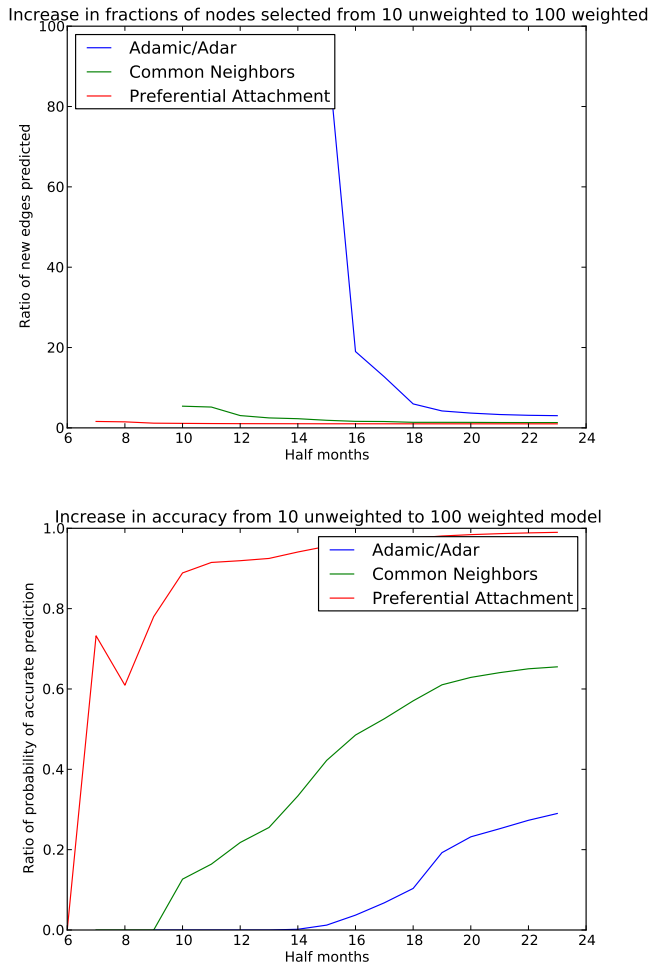 Increase in fractions of nodes selected from 10 unweighted to 100 weighted
100
80
60
40
20
0
Ratio of new edges predicted
Adamic/Adar
Common Neighbors
Preferential Attachment
6 8 10 12 14 16 18 20 22 24
Half months
Increase in accuracy from 10 unweighted to 100 weighted model
1.0
0.8
0.6
0.4
0.2
0.0
Ratio of probability of accurate prediction
Adamic/Adar
Common Neighbors
Preferential Attachment
6 8 10 12 14 16 18 20 22 24
Half months